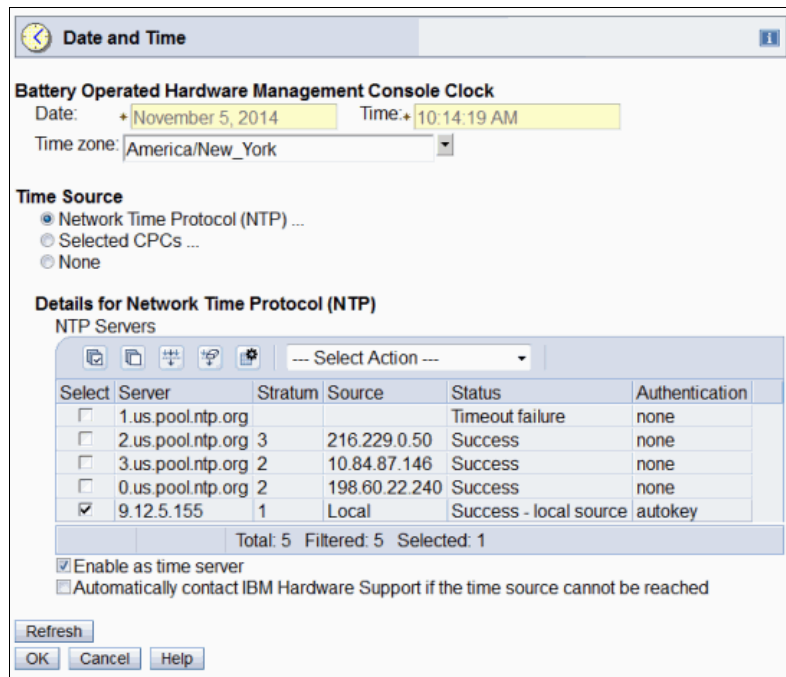 Date and Time
i
Battery Operated Hardware Management Console Clock
Date: November 5, 2014 Time: 10:14:19 AM
Time zone: America/New_York
Time Source
Network Time Protocol (NTP) ...
Selected CPCs ...
None
Details for Network Time Protocol (NTP)
NTP Servers
--- Select Action ---
Select Server Stratum Source Status Authentication
1.us.pool.ntp.org Timeout failure none
2.us.pool.ntp.org 3 216.229.0.50 Success none
3.us.pool.ntp.org 2 10.84.87.146 Success none
0.us.pool.ntp.org 2 198.60.22.240 Success none
9.12.5.155 1 Local Success - local source autokey
Total: 5 Filtered: 5 Selected: 1
Enable as time server
Automatically contact IBM Hardware Support if the time source cannot be reached
Refresh
OK Cancel Help